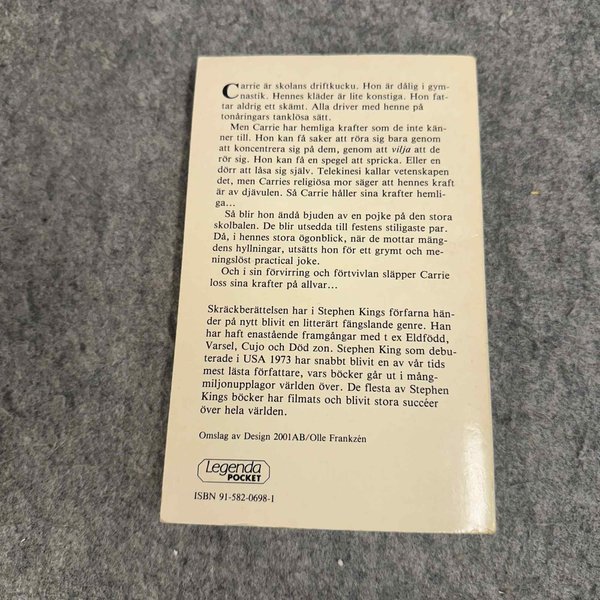 Carrie är skolans driftkucku. Hon är dålig i gym-
nastik. Hennes kläder är lite konstiga. Hon fat-
tar aldrig ett skämt. Alla driver med henne på
tonåringars tanklösa sätt.
Men Carrie har hemliga krafter som de inte kän-
ner till. Hon kan få saker att röra sig bara genom
att koncentrera sig på dem, genom att vilja att de
rör sig. Hon kan få en spegel att spricka. Eller en
dörr att låsa sig själv. Telekinesi kallar vetenskapen
det, men Carries religiösa mor säger att hennes kraft
är av djävulen. Så Carrie håller sina krafter hemli-
ga...
Så blir hon ändå bjuden av en pojke på den stora
skolbalen. De blir utsedda till festens stiligaste par.
Då, i hennes stora ögonblick, när de mottar mäng-
dens hyllningar, utsätts hon för ett grymt och me-
ningslöst practical joke.
Och i sin förvirring och förtvivlan släpper Carrie
loss sina krafter på allvar...
Skräckberättelsen har i Stephen Kings förfarna hän-
der på nytt blivit en litterärt fängslande genre. Han
har haft enastående framgångar med t ex Eldfödd,
Varsel, Cujo och Död zon. Stephen King som debu-
terade i USA 1973 har snabbt blivit en av vår tids
mest lästa författare, vars böcker går ut i mång-
miljonupplagor världen över. De flesta av Stephen
Kings böcker har filmats och blivit stora succéer
över hela världen.
Omslag av Design 2001AB/Olle Frankzén
Legenda
POCKET
ISBN 91-582-0698-1